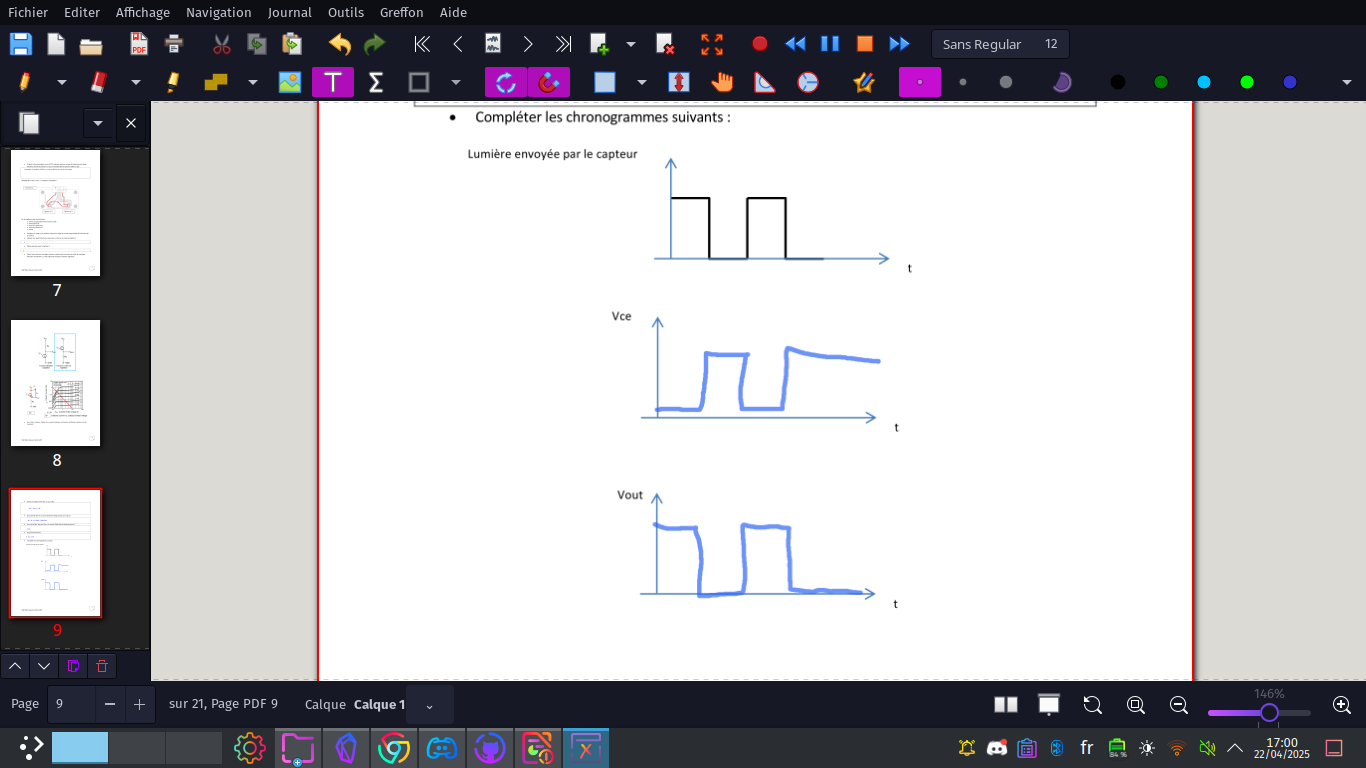 Fichier Editer Affichage Navigation Journal Outils Greffon Aide
PDF
Sans Regular 12
T Σ
• Compléter les chronogrammes suivants :
Lumière envoyée par le capteur
t
Vce
t
Vout
t
7
8
9
Page 9 sur 21, Page PDF 9 Calque Calque 1
146%
fr 84 % 17:00
22/04/2025